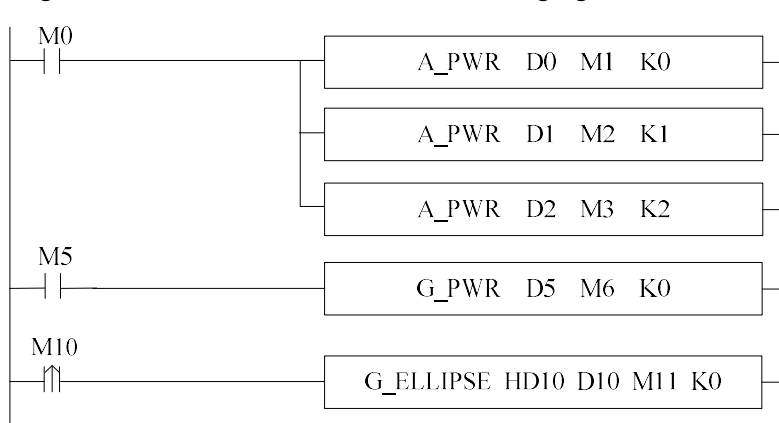 M0
A_PWR D0 M1 K0
A_PWR D1 M2 K1
A_PWR D2 M3 K2
M5
G_PWR D5 M6 K0
M10
G_ELLIPSE HD10 D10 M11 K0